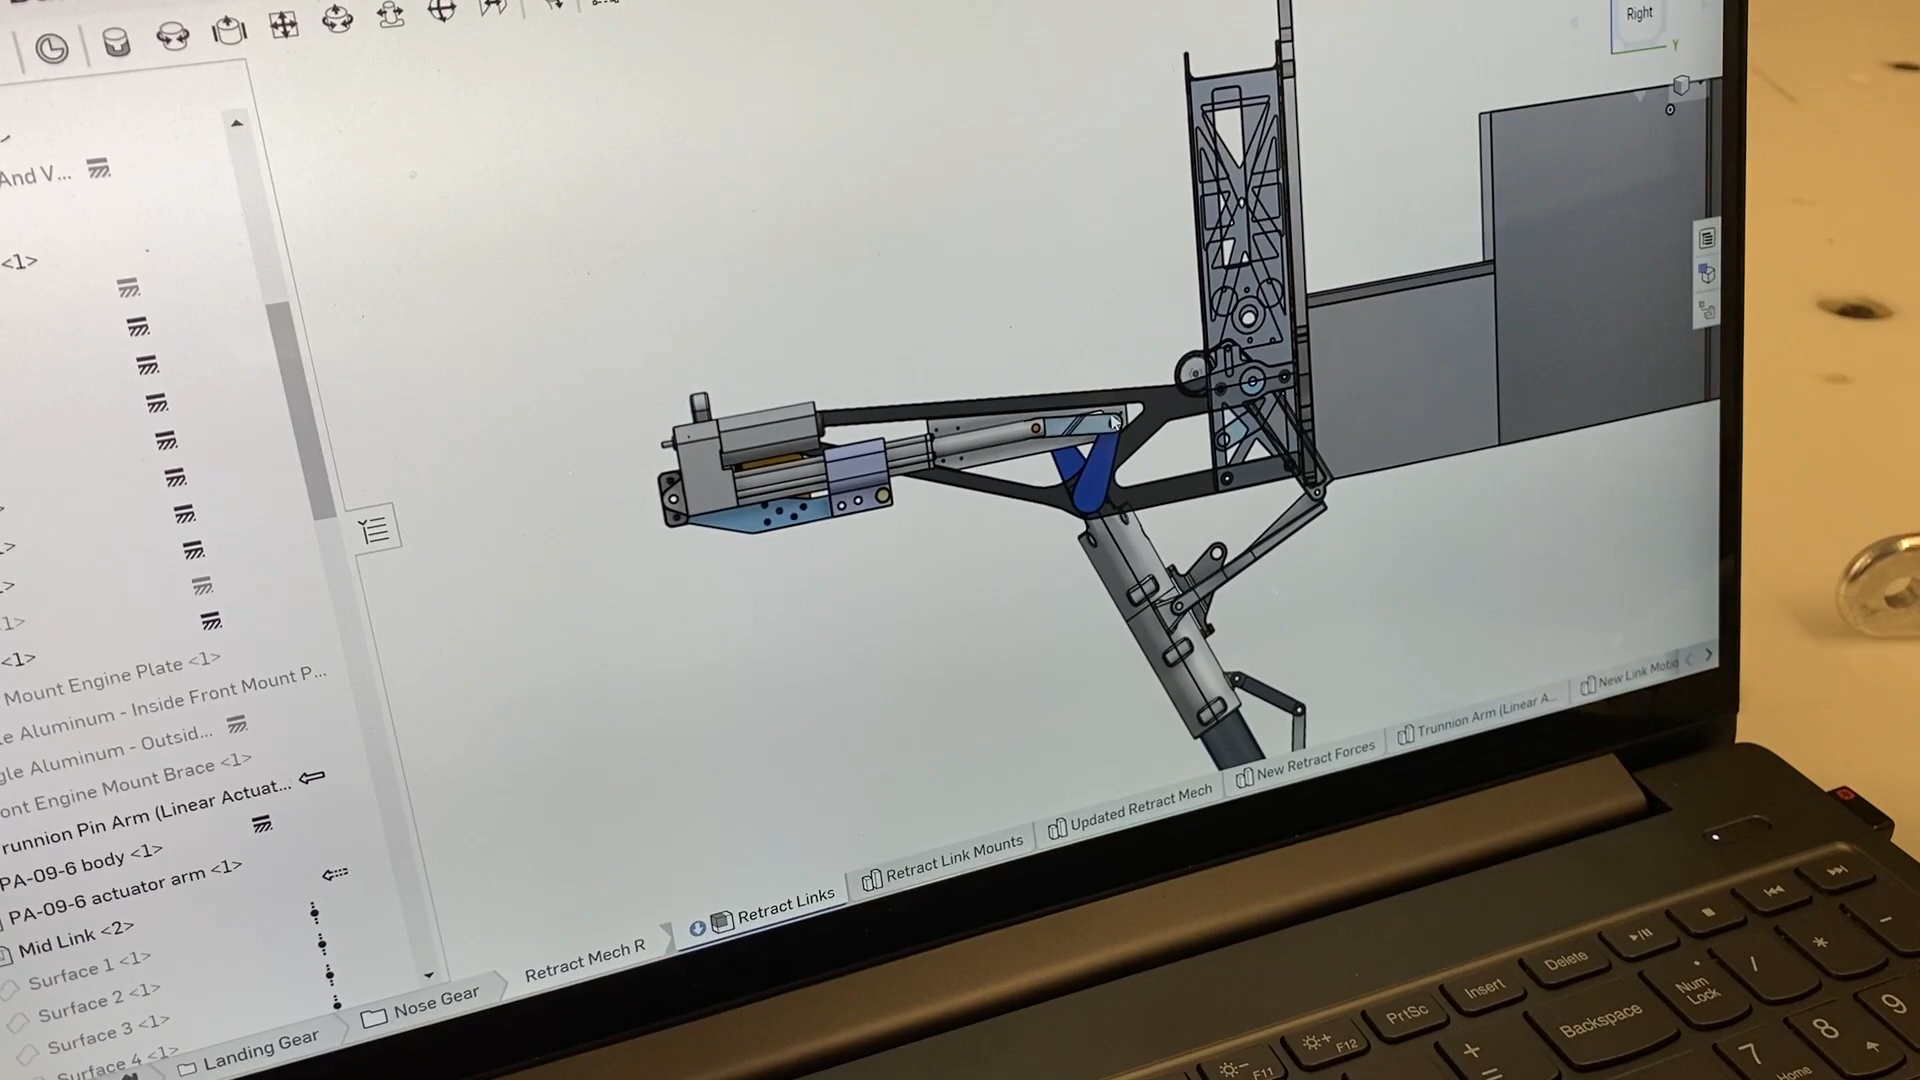 Right
Y
And V...
<1>
<1>
<1>
Mount Engine Plate <1>
le Aluminum - Inside Front Mount P...
gle Aluminum - Outsid...
ont Engine Mount Brace <1>
runnion Pin Arm (Linear Actuat...
PA-09-6 body <1>
PA-09-6 actuator arm <1>
Mid Link <2>
Surface 1 <1>
Surface 2 <1>
Surface 3 <1>
Surface 4 <1>
Landing Gear
Nose Gear
Retract Mech R
Retract Links
Retract Link Mounts
Updated Retract Mech
New Retract Forces
Trunnion Arm (Linear A...
New Link Motio
F11
F12
PrtSc
Insert
Delete
Backspace
Num
Lock
/
*
-
+
=
7
Home
8
9